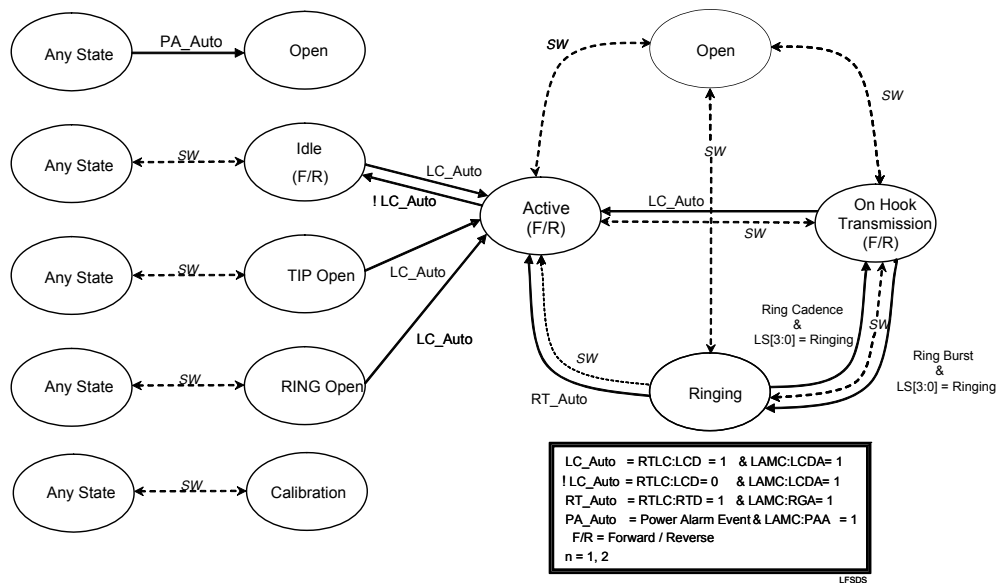 Any State
PA_Auto
Open
Any State
SW
Idle
(F/R)
LC_Auto
! LC_Auto
Any State
SW
TIP Open
LC_Auto
Any State
SW
RING Open
LC_Auto
Any State
SW
Calibration
Open
SW
SW
SW
Active
(F/R)
LC_Auto
SW
On Hook
Transmission
(F/R)
Ring Cadence
&
LS[3:0] = Ringing
SW
Ring Burst
&
LS[3:0] = Ringing
SW
RT_Auto
Ringing
LC_Auto = RTLC:LCD = 1 & LAMC:LCDA= 1
! LC_Auto = RTLC:LCD= 0 & LAMC:LCDA= 1
RT_Auto = RTLC:RTD = 1 & LAMC:RGA= 1
PA_Auto = Power Alarm Event & LAMC:PAA = 1
F/R = Forward / Reverse
n = 1, 2
LFSDS